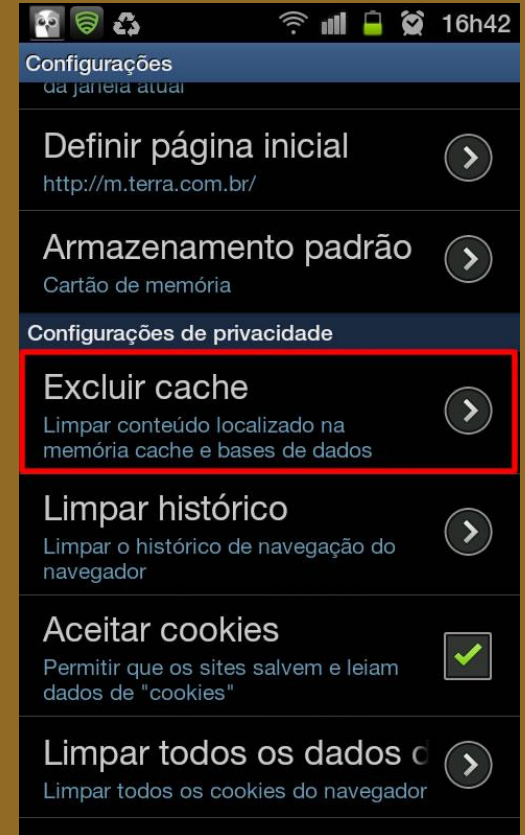 16h42
Configurações
da janela atual
Definir página inicial
http://m.terra.com.br/
Armazenamento padrão
Cartão de memória
Configurações de privacidade
Excluir cache
Limpar conteúdo localizado na
memória cache e bases de dados
Limpar histórico
Limpar o histórico de navegação do
navegador
Aceitar cookies
Permitir que os sites salvem e leiam
dados de "cookies"
Limpar todos os dados d
Limpar todos os cookies do navegador